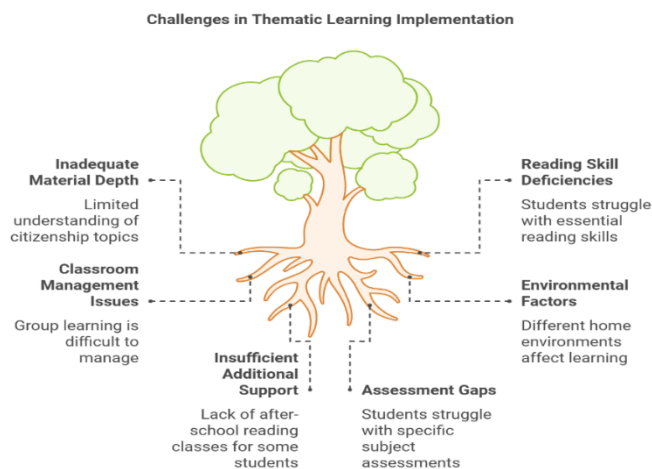 Challenges in Thematic Learning Implementation
Inadequate
Material Depth
Limited
understanding of
citizenship topics
Classroom
Management
Issues
Group learning is
difficult to
manage
Insufficient
Additional
Support
Lack of after-
school reading
classes for some
students
Assessment Gaps
Students struggle
with specific
subject
assessments
Reading Skill
Deficiencies
Students struggle
with essential
reading skills
Environmental
Factors
Different home
environments
affect learning